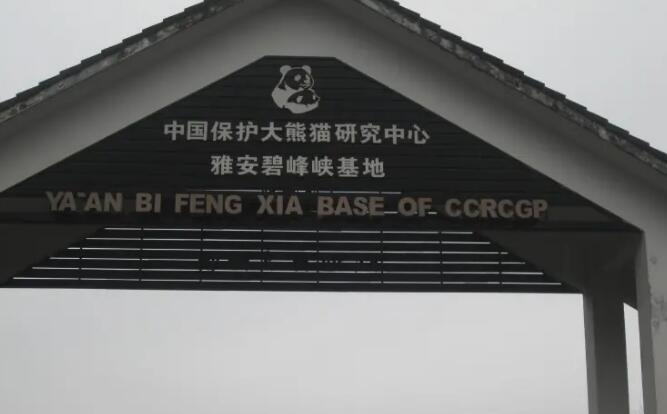 中国保护大熊猫研究中心
雅安碧峰峡基地
YA'AN BI FENG XIA BASE OF CCRCGP